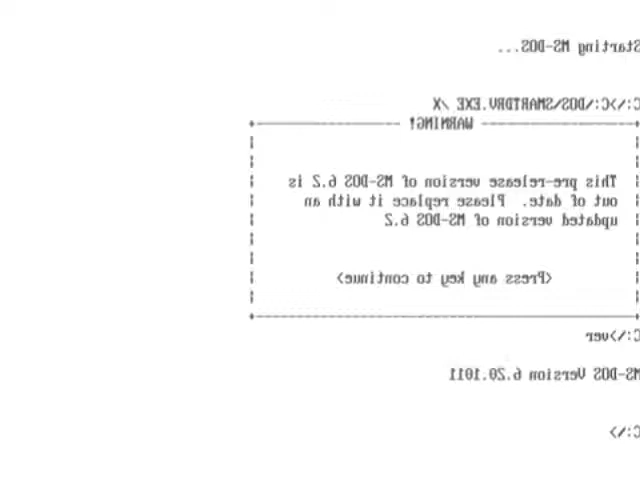 Starting MS-DOS...
C:\>C:\DOS\SMARTDRV.EXE /X
WARNING!
This pre-release version of MS-DOS 6.2 is
out of date. Please replace it with an
updated version of MS-DOS 6.2
<Press any key to continue>
C:\>ver
MS-DOS Version 6.20.1011
C:\>